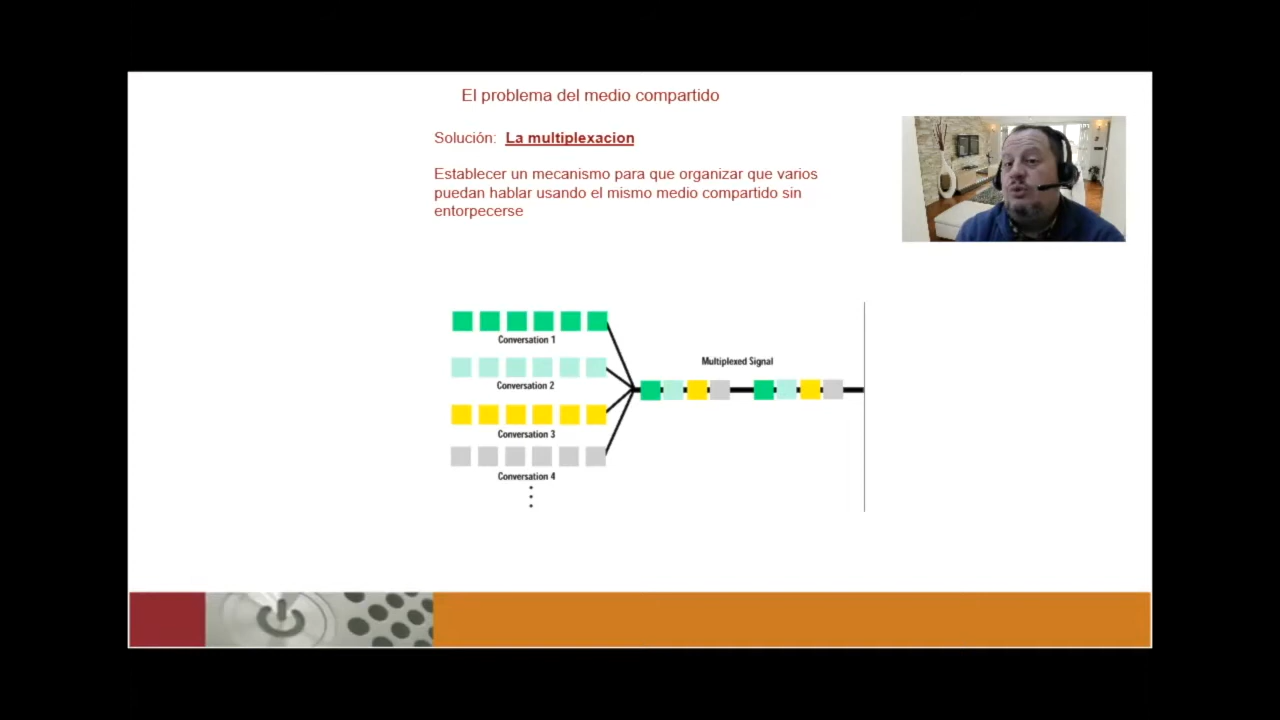 El problema del medio compartido
Solución: La multiplexacion
Establecer un mecanismo para que organizar que varios
puedan hablar usando el mismo medio compartido sin
entorpecerse
Conversation 1
Conversation 2
Conversation 3
Conversation 4
Multiplexed Signal